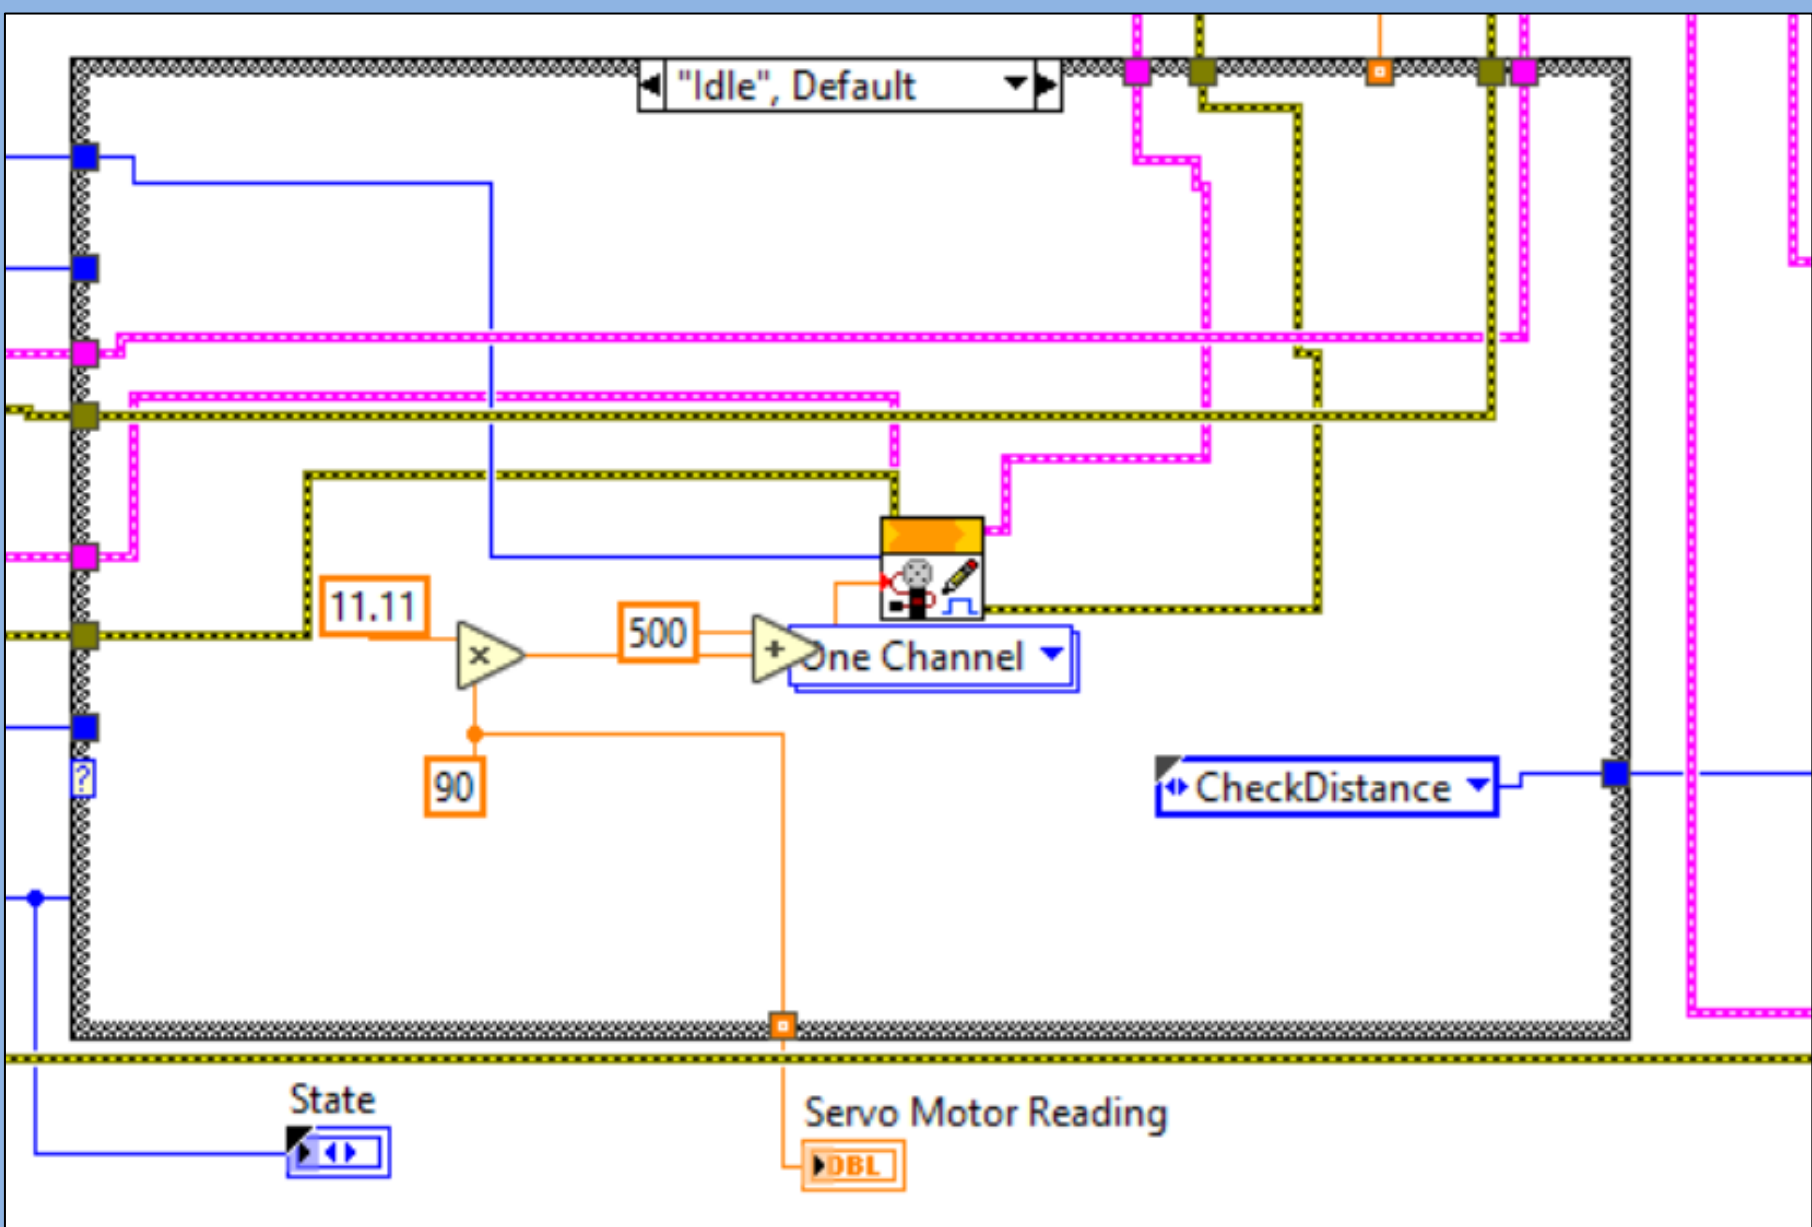 "Idle", Default
11.11
×
500
+
One Channel
90
?
CheckDistance
State
Servo Motor Reading
DBL